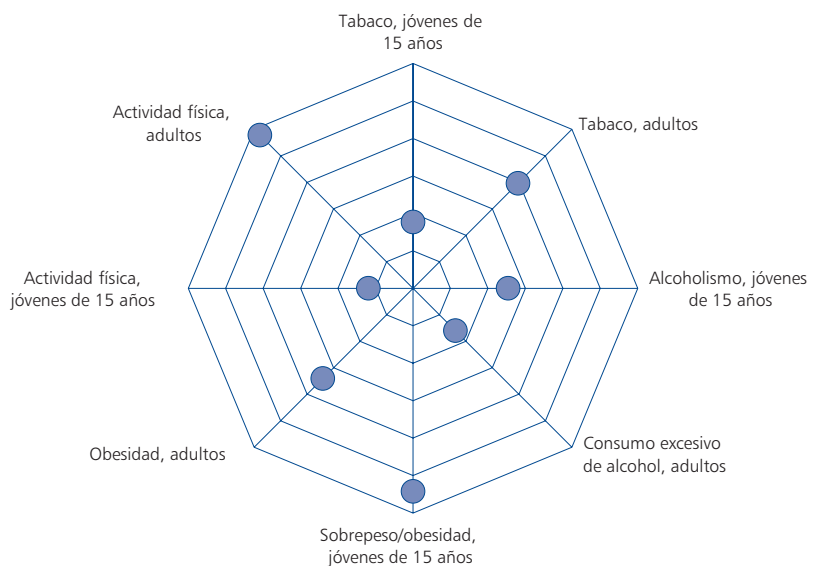 Tabaco, jóvenes de
15 años
Actividad física,
adultos
Tabaco, adultos
Actividad física,
jóvenes de 15 años
Alcoholismo, jóvenes
de 15 años
Obesidad, adultos
Consumo excesivo
de alcohol, adultos
Sobrepeso/obesidad,
jóvenes de 15 años